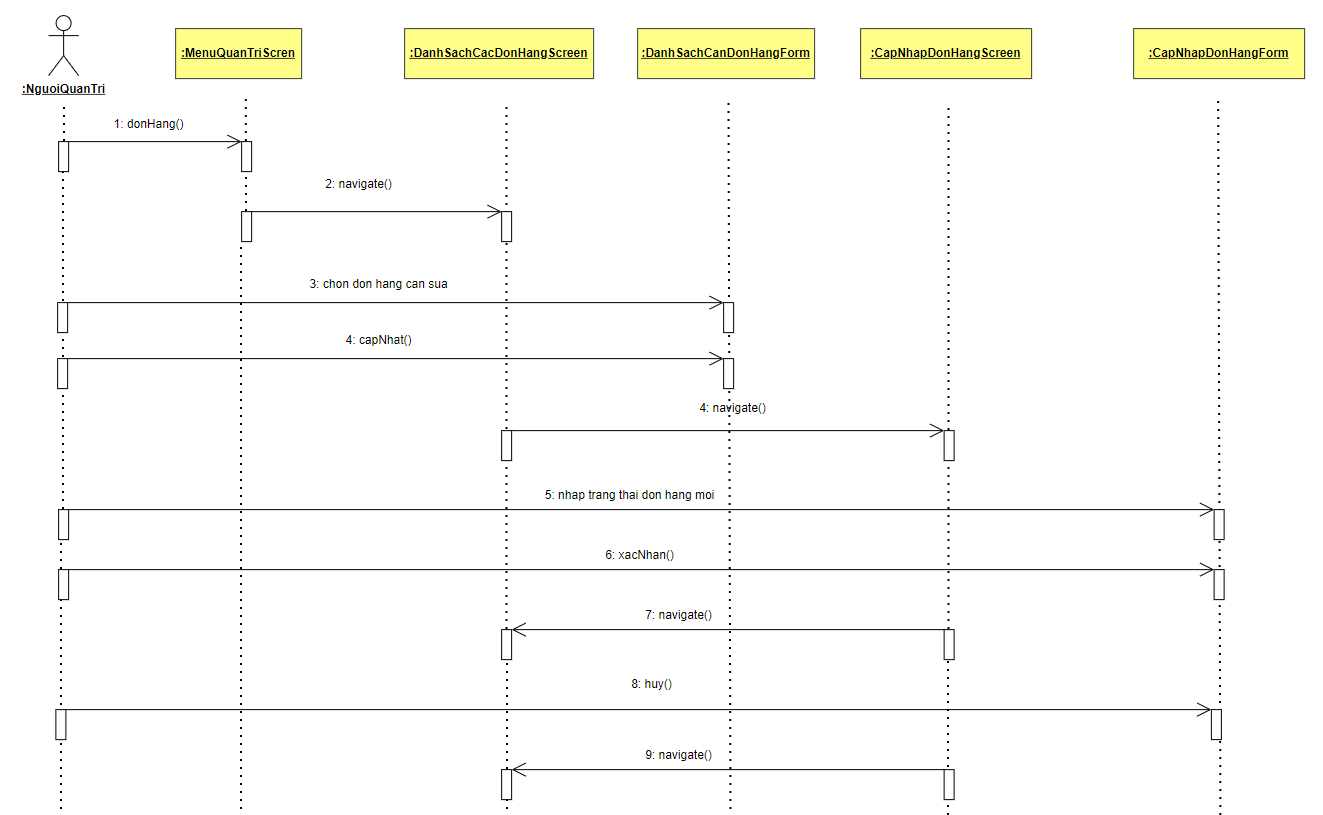 :MenuQuanTriScren
:DanhSachCacDonHangScreen
:DanhSachCanDonHangForm
:CapNhapDonHangScreen
:CapNhapDonHangForm
:NguoiQuanTri
1: donHang()
2: navigate()
3: chon don hang can sua
4: capNhat()
4: navigate()
5: nhap trang thai don hang moi
6: xacNhan()
7: navigate()
8: huy()
9: navigate()